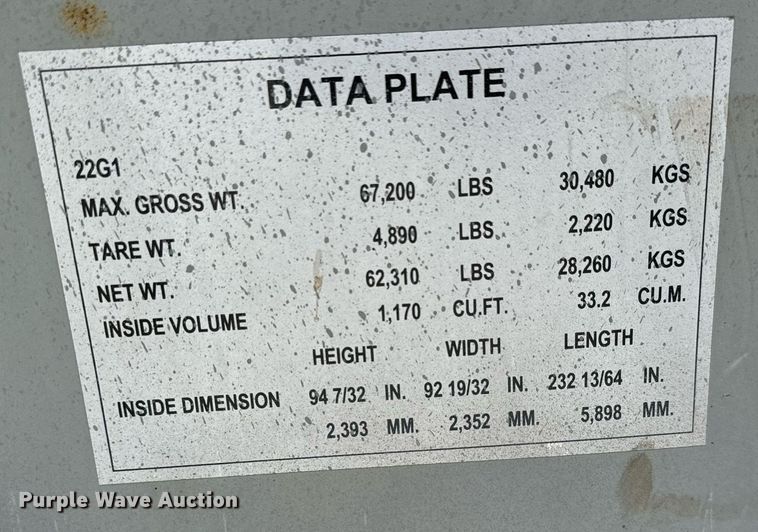 DATA PLATE
22G1
MAX. GROSS WT. 67,200 LBS 30,480 KGS
TARE WT. 4,890 LBS. 2,220 KGS
NET WT. 62,310 LBS 28,260 KGS
INSIDE VOLUME 1,170 CU.FT. 33.2 CU.M.
HEIGHT WIDTH LENGTH
INSIDE DIMENSION 94 7/32 IN. 92 19/32 IN. 232 13/64 IN.
2,393 MM. 2,352 MM. 5,898 MM.
Purple Wave Auction